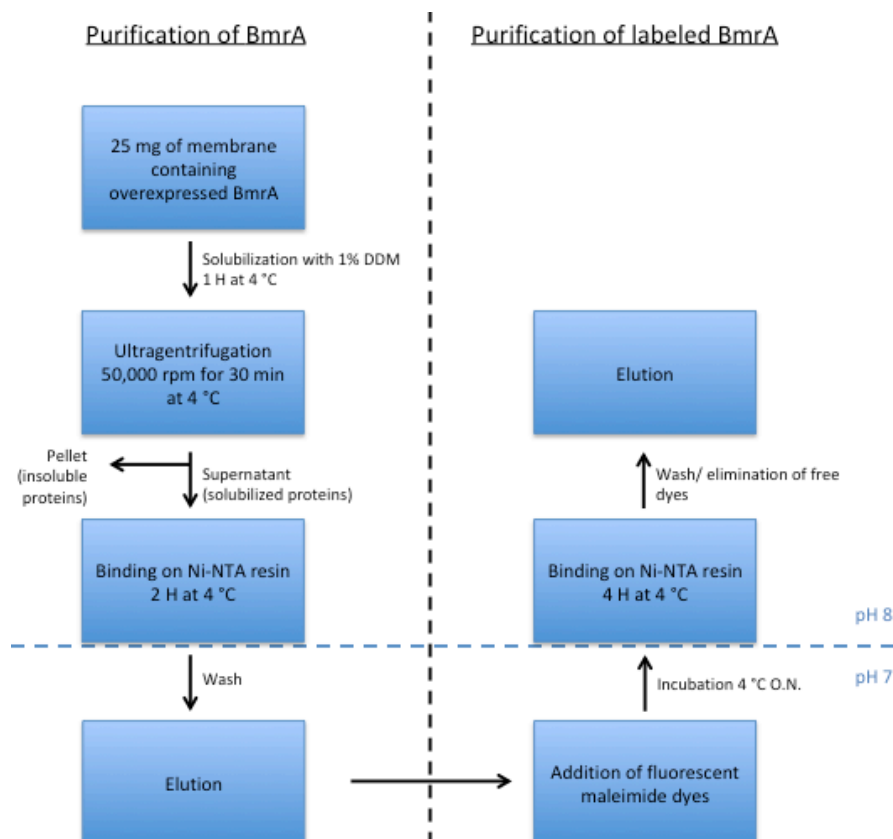 Purification of BmrA
25 mg of membrane
containing
overexpressed BmrA
Solubilization with 1% DDM
1 H at 4 °C
Ultragentrifugation
50,000 rpm for 30 min
at 4 °C
Pellet
(insoluble
proteins)
Supernatant
(solubilized proteins)
Binding on Ni-NTA resin
2 H at 4 °C
Wash
Elution
Purification of labeled BmrA
Elution
Wash/ elimination of free
dyes
Binding on Ni-NTA resin
4 H at 4 °C
pH 8
pH 7
Incubation 4 °C O.N.
Addition of fluorescent
maleimide dyes